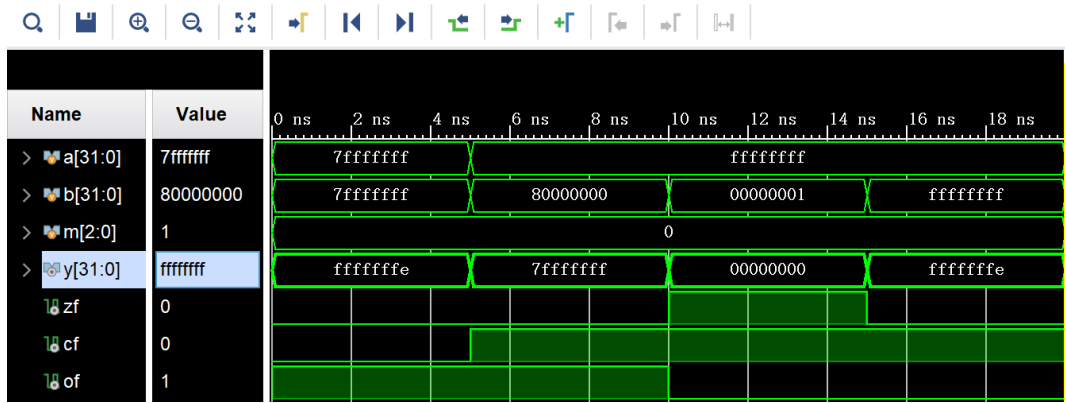 Name Value 0 ns 2 ns 4 ns 6 ns 8 ns 10 ns 12 ns 14 ns 16 ns 18 ns
a[31:0] 7fffffff 7fffffff ffffffff
b[31:0] 80000000 7fffffff 80000000 00000001 ffffffff
m[2:0] 1 0
y[31:0] ffffffff fffffffe 7fffffff 00000000 fffffffe
zf 0
cf 0
of 1